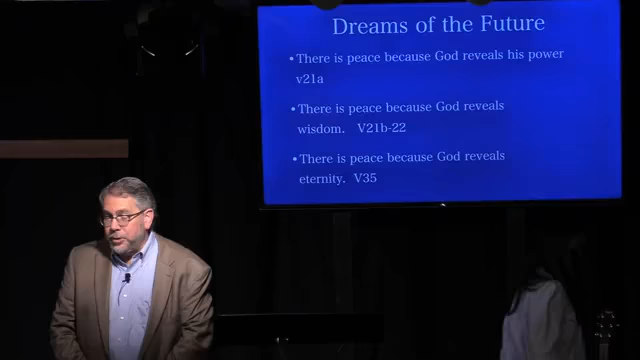 Dreams of the Future
• There is peace because God reveals his power
v21a
• There is peace because God reveals
wisdom. V21b-22
• There is peace because God reveals
eternity. V35